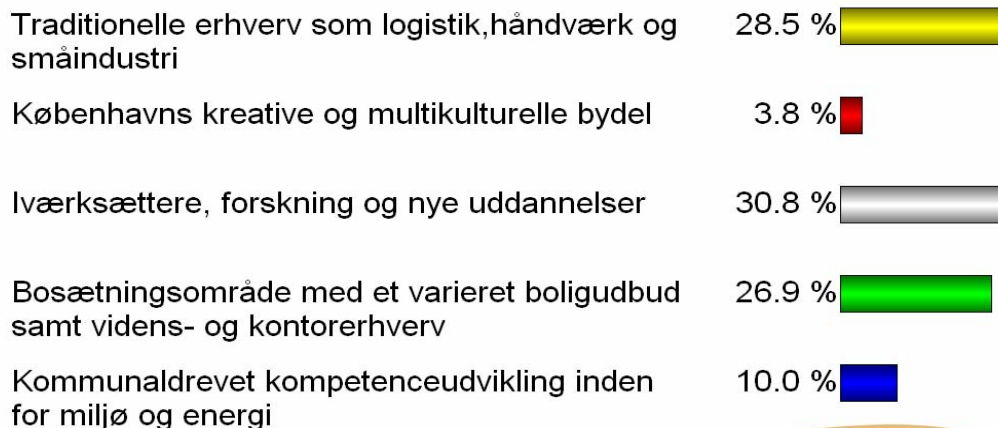 Traditionelle erhverv som logistik,håndværk og 28.5 %
småindustri
Københavns kreative og multikulturelle bydel 3.8 %
Iværksættere, forskning og nye uddannelser 30.8 %
Bosætningsområde med et varieret boligudbud 26.9 %
samt videns- og kontorerhverv
Kommunaldrevet kompetenceudvikling inden 10.0 %
for miljø og energi